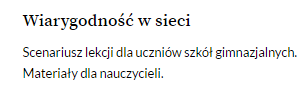 Wiarygodność w sieci
Scenariusz lekcji dla uczniów szkół gimnazjalnych.
Materiały dla nauczycieli.